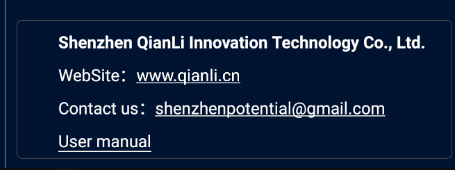 Shenzhen QianLi Innovation Technology Co., Ltd.
WebSite：www.qianli.cn
Contact us：shenzhenpotential@gmail.com
User manual